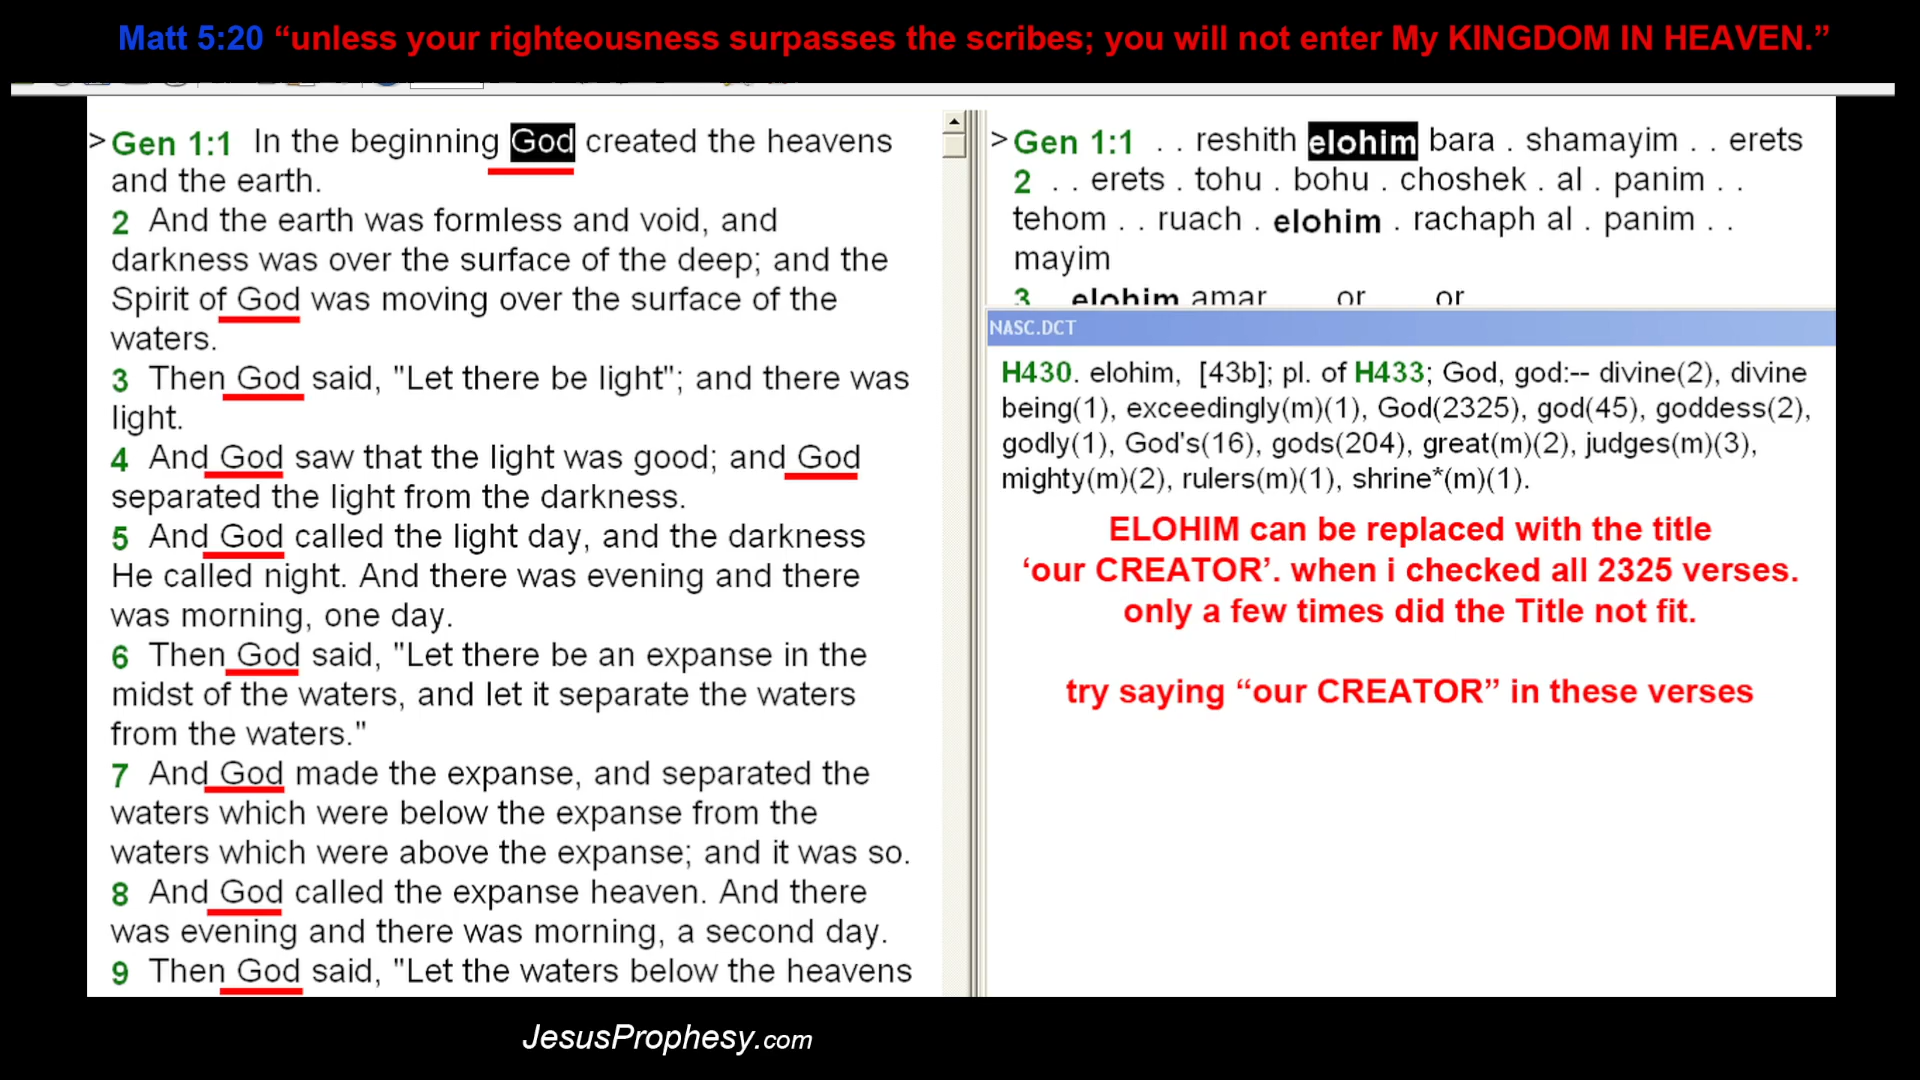 Matt 5:20 “unless your righteousness surpasses the scribes; you will not enter My KINGDOM IN HEAVEN.”
>Gen 1:1 In the beginning God created the heavens
and the earth.
2 And the earth was formless and void, and
darkness was over the surface of the deep; and the
Spirit of God was moving over the surface of the
waters.
3 Then God said, "Let there be light"; and there was
light.
4 And God saw that the light was good; and God
separated the light from the darkness.
5 And God called the light day, and the darkness
He called night. And there was evening and there
was morning, one day.
6 Then God said, "Let there be an expanse in the
midst of the waters, and let it separate the waters
from the waters."
7 And God made the expanse, and separated the
waters which were below the expanse from the
waters which were above the expanse; and it was so.
8 And God called the expanse heaven. And there
was evening and there was morning, a second day.
9 Then God said, "Let the waters below the heavens
>Gen 1:1 . . reshith elohim bara . shamayim . . erets
2 . . erets . tohu . bohu . choshek . al . panim . .
tehom . . ruach . elohim . rachaph al . panim . .
mayim
3 elohim amar or or
NASC.DCT
H430. elohim, [43b]; pl. of H433; God, god:-- divine(2), divine
being(1), exceedingly(m)(1), God(2325), god(45), goddess(2),
godly(1), God's(16), gods(204), great(m)(2), judges(m)(3),
mighty(m)(2), rulers(m)(1), shrine*(m)(1).
ELOHIM can be replaced with the title
‘our CREATOR’. when i checked all 2325 verses.
only a few times did the Title not fit.
try saying “our CREATOR” in these verses
JesusProphesy.com